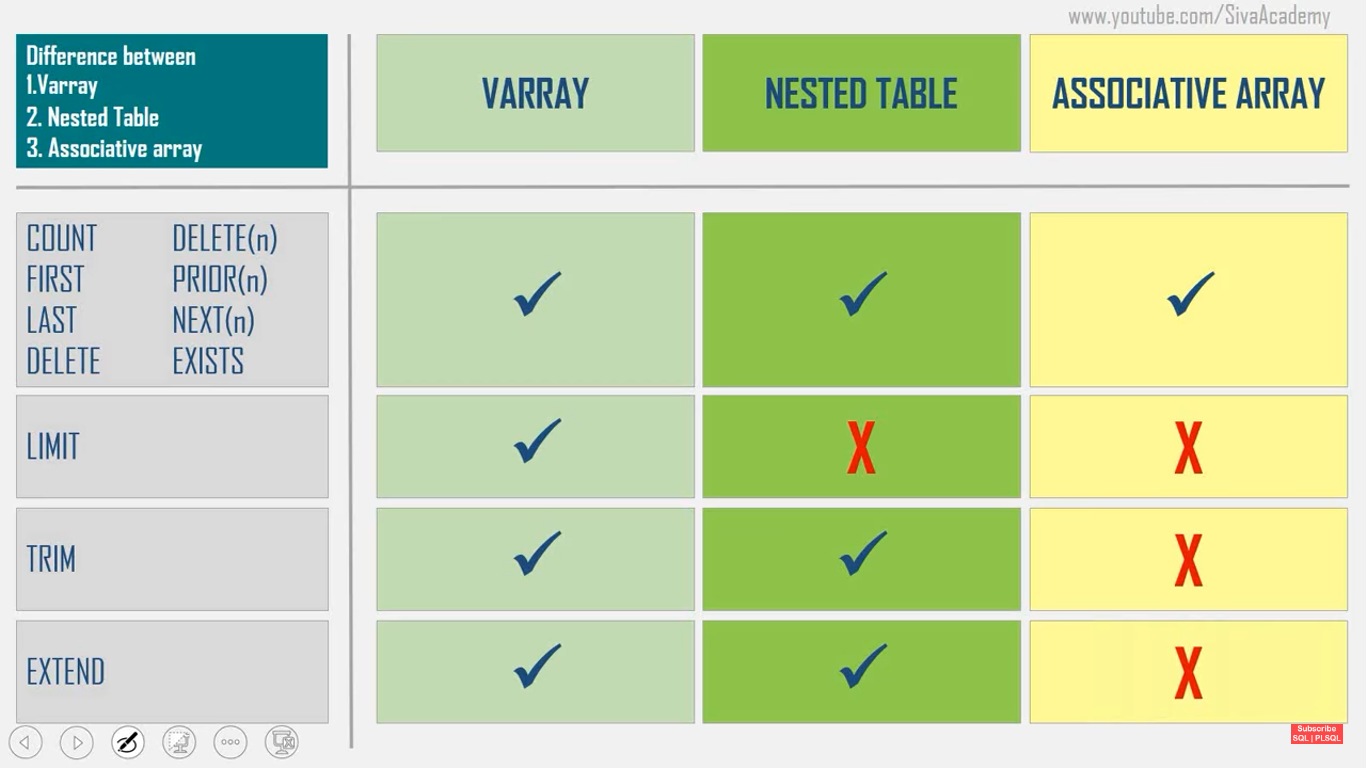 www.youtube.com/SivaAcademy
Difference between
1.Varray
2. Nested Table
3. Associative array
VARRAY
NESTED TABLE
ASSOCIATIVE ARRAY
COUNT DELETE(n)
FIRST PRIOR(n)
LAST NEXT(n)
DELETE EXISTS
LIMIT
X
X
TRIM
X
EXTEND
X
Subscribe
SQL | PLSQL